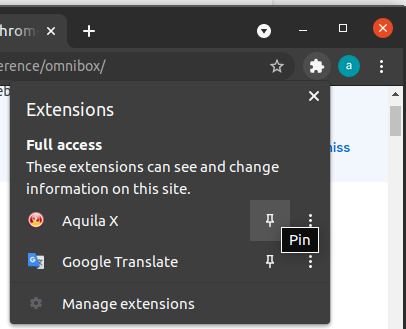 hrom
erence/omnibox/
a
Extensions
Full access
These extensions can see and change
information on this site.
Aquila X
Pin
Google Translate
Manage extensions
eb
iss